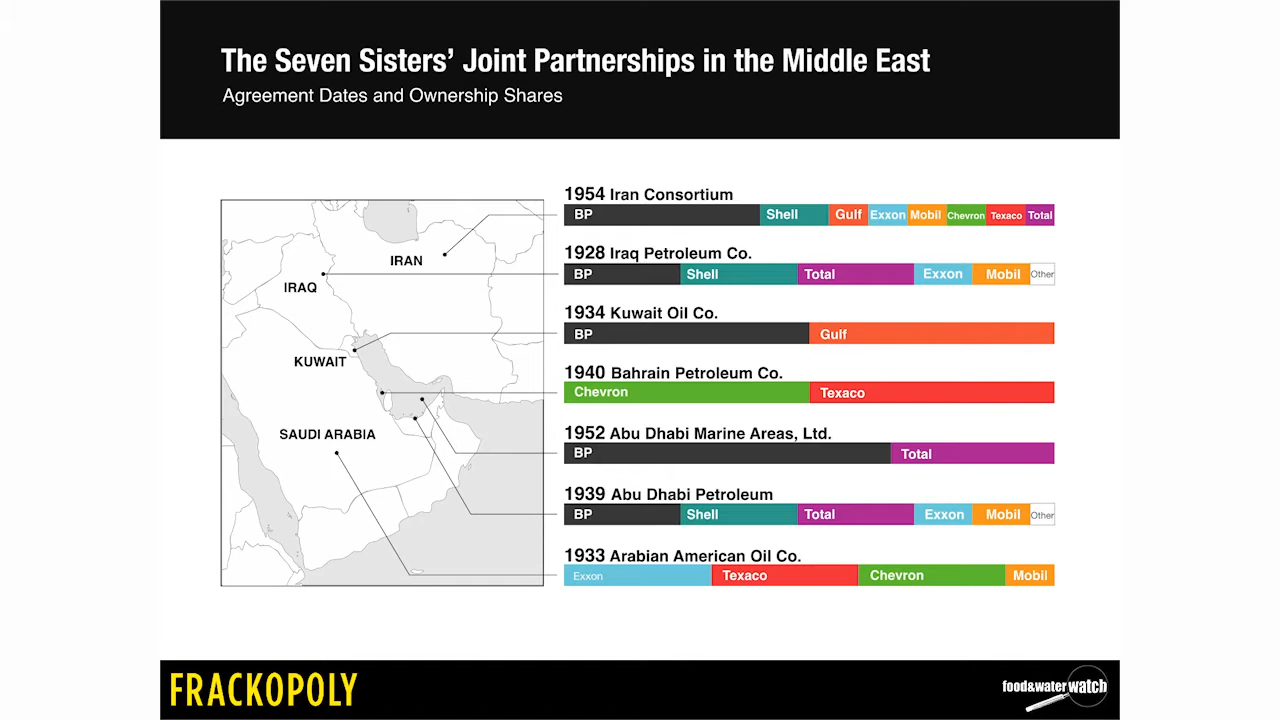 The Seven Sisters' Joint Partnerships in the Middle East
Agreement Dates and Ownership Shares
IRAN
IRAQ
KUWAIT
SAUDI ARABIA
1954 Iran Consortium
BP Shell Gulf Exxon Mobil Chevron Texaco Total
1928 Iraq Petroleum Co.
BP Shell Total Exxon Mobil Other
1934 Kuwait Oil Co.
BP Gulf
1940 Bahrain Petroleum Co.
Chevron Texaco
1952 Abu Dhabi Marine Areas, Ltd.
BP Total
1939 Abu Dhabi Petroleum
BP Shell Total Exxon Mobil Other
1933 Arabian American Oil Co.
Exxon Texaco Chevron Mobil
FRACKOPOLY
food&waterwatch